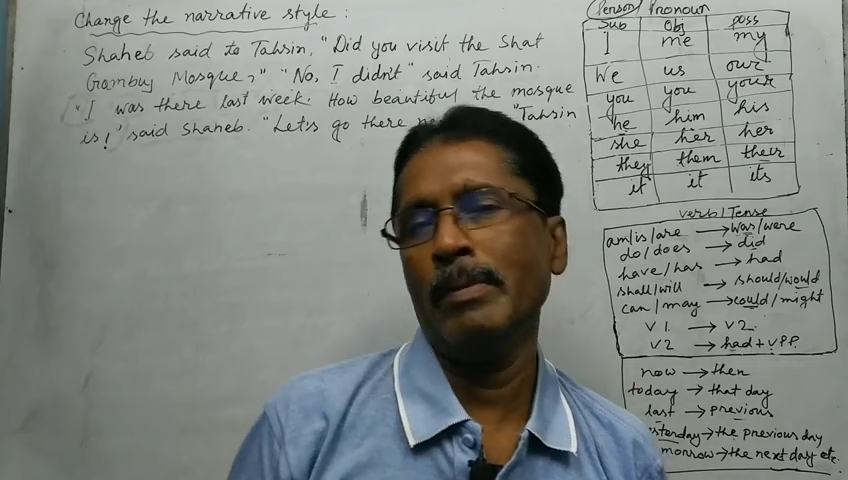 Change the narrative style:
Shaheb said to Tahsin, "Did you visit the Shat
Gombuj Mosque," "No, I didn't" said Tahsin.
"I was there last week. How beautiful the mosque
is!" said Shaheb. "Let's go there "Tahsin
Person/Pronoun
Sub Obj poss
I me my
We us our
you you your
he him his
she her her
they them their
it it its
verb/Tense
am/is/are → was/were
do/does → did
have/has → had
shall/will → should/would
can/may → could/might
V1 → V2.
V2 → had+V.P.P.
now → then
today → that day
last → previous
sterday → the previous day
morrow → the next day etc.